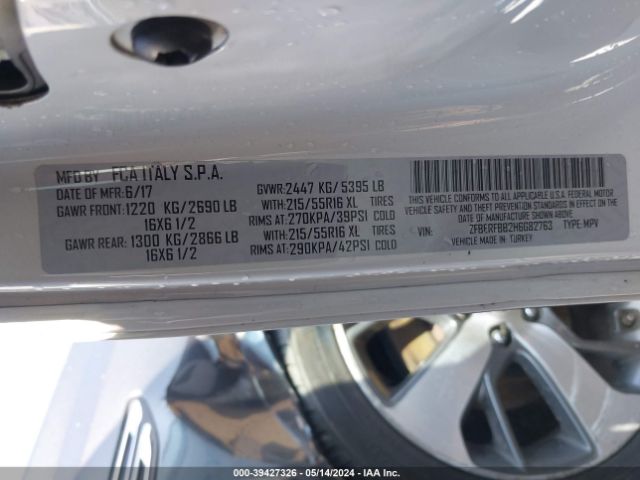 MFD BY FCA ITALY S.P.A.
DATE OF MFR:6/17
GAWR FRONT:1220 KG/2690 LB
16X6 1/2
GAWR REAR: 1300 KG/2866 LB
16X6 1/2
GVWR:2447 KG/5395 LB
WITH:215/55R16 XL TIRES
RIMS AT:270KPA/39PSI COLD
WITH:215/55R16 XL TIRES
RIMS AT:290KPA/42PSI COLD
THIS VEHICLE CONFORMS TO ALL APPLICABLE FEDERAL MOTOR
VEHICLE SAFETY, BUMPER, AND THEFT PREVENTION STANDARDS
IN EFFECT ON THE DATE OF MANUFACTURE SHOWN ABOVE.
VIN: ZFBERFBB2H6G82763 TYPE:MPV
MADE IN: TURKEY
000-39427326 - 05/14/2024 - IAA Inc.